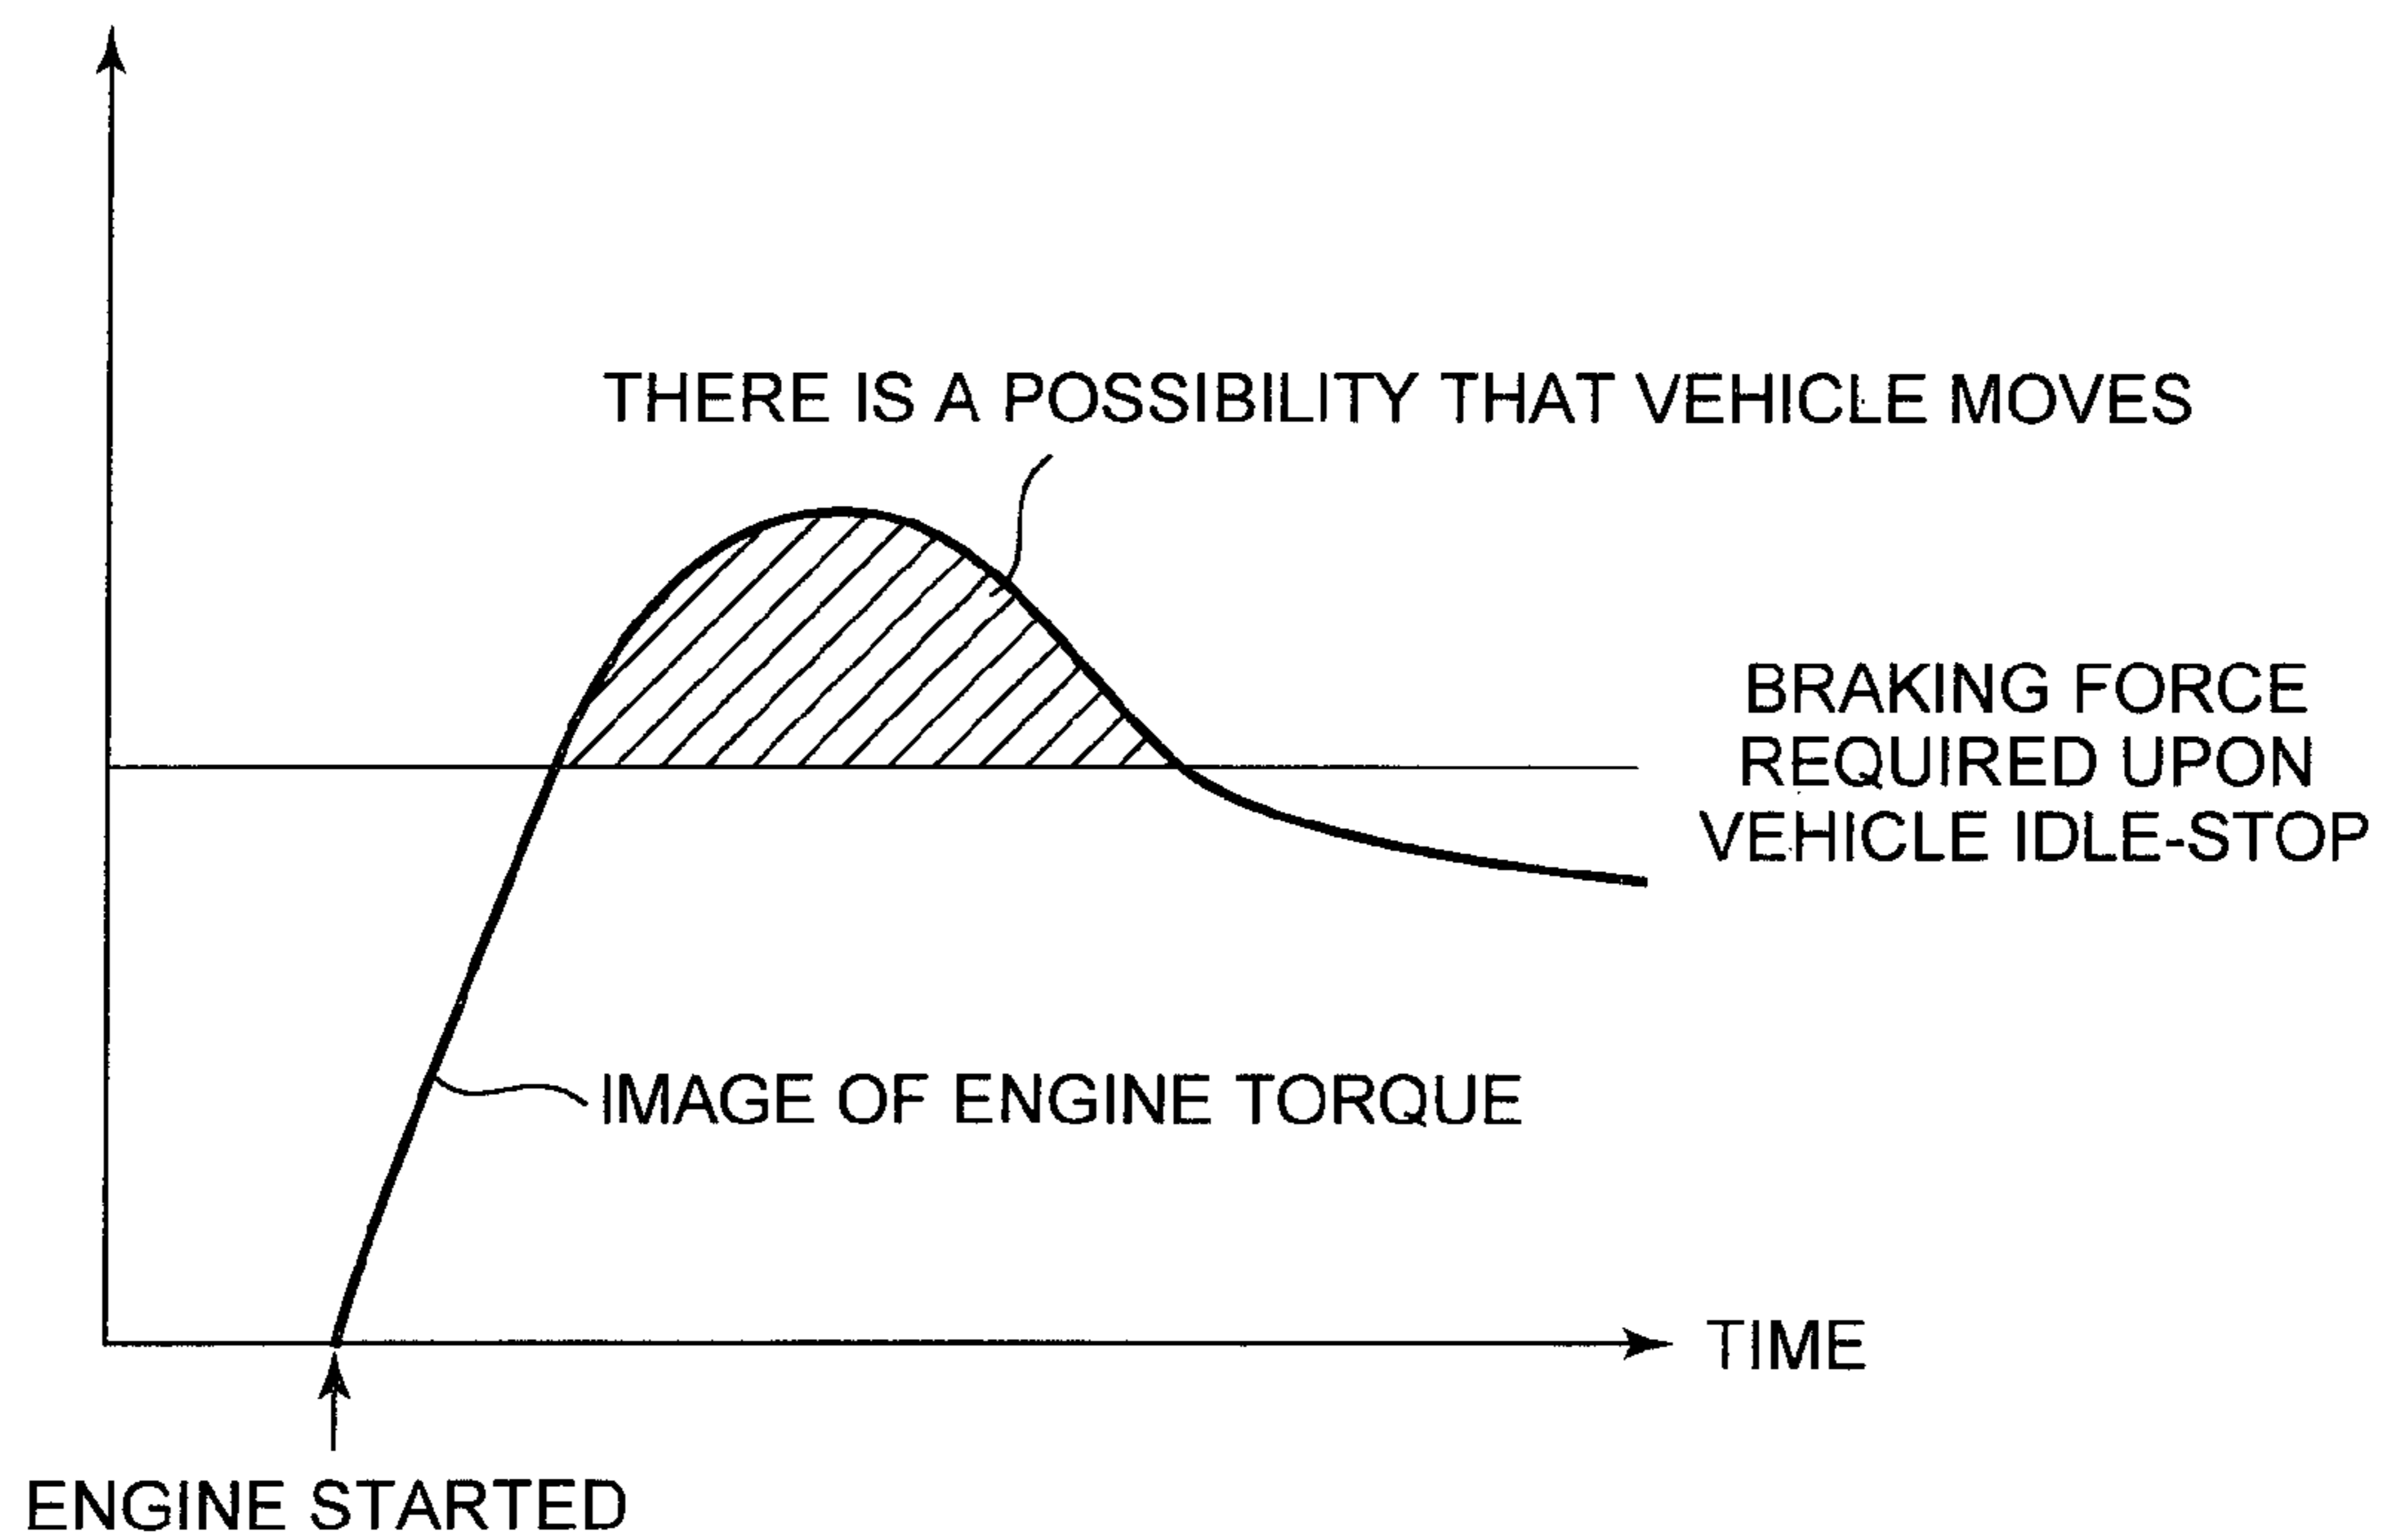 THERE IS A POSSIBILITY THAT VEHICLE MOVES
BRAKING FORCE
REQUIRED UPON
VEHICLE IDLE-STOP
IMAGE OF ENGINE TORQUE
TIME
ENGINE STARTED